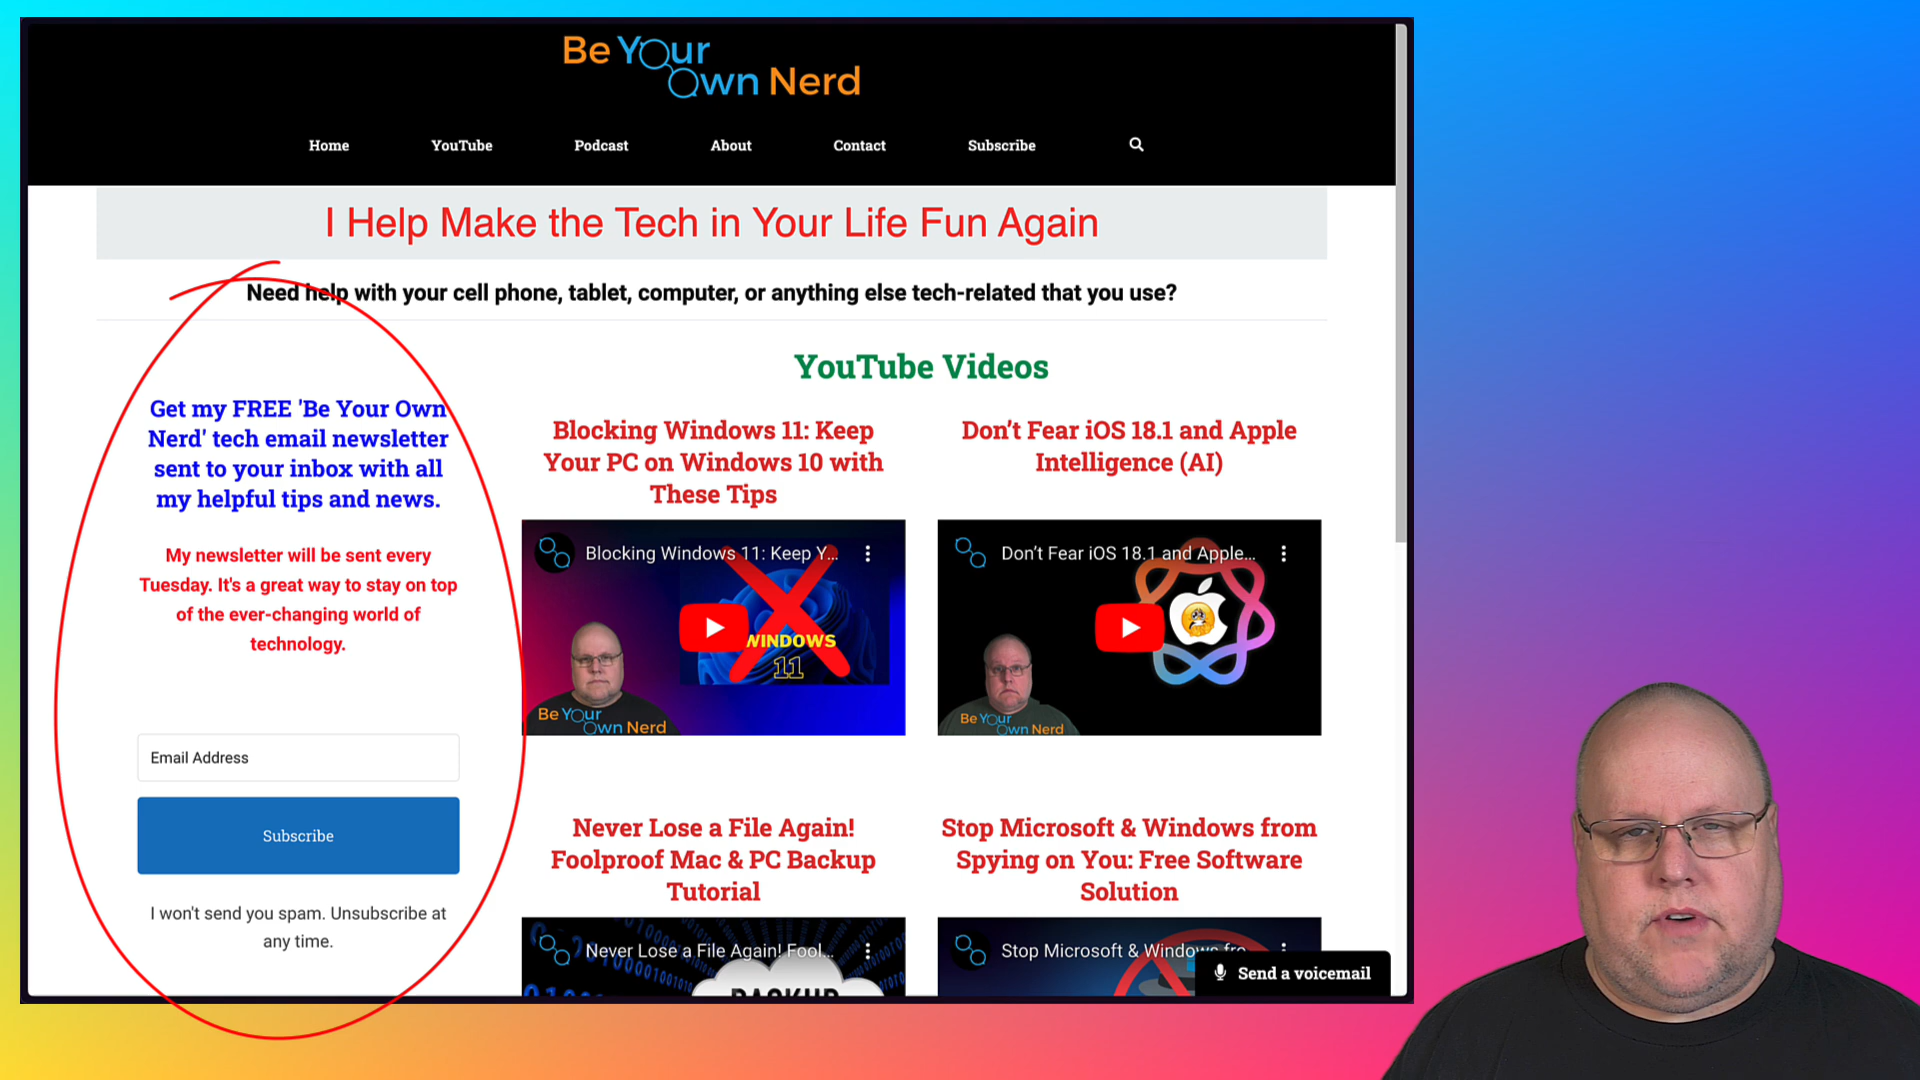 Be Your
Own Nerd
Home YouTube Podcast About Contact Subscribe
I Help Make the Tech in Your Life Fun Again
Need help with your cell phone, tablet, computer, or anything else tech-related that you use?
Get my FREE 'Be Your Own
Nerd' tech email newsletter
sent to your inbox with all
my helpful tips and news.
My newsletter will be sent every
Tuesday. It's a great way to stay on top
of the ever-changing world of
technology.
Email Address
Subscribe
I won't send you spam. Unsubscribe at
any time.
YouTube Videos
Blocking Windows 11: Keep
Your PC on Windows 10 with
These Tips
Blocking Windows 11: Keep Y...
WINDOWS
11
Be Your
Own Nerd
Don't Fear iOS 18.1 and Apple
Intelligence (AI)
Don't Fear iOS 18.1 and Apple...
Be Your
Own Nerd
Never Lose a File Again!
Foolproof Mac & PC Backup
Tutorial
Never Lose a File Again! Fool...
BACKUP
Stop Microsoft & Windows from
Spying on You: Free Software
Solution
Stop Microsoft & Windows fro...
Send a voicemail